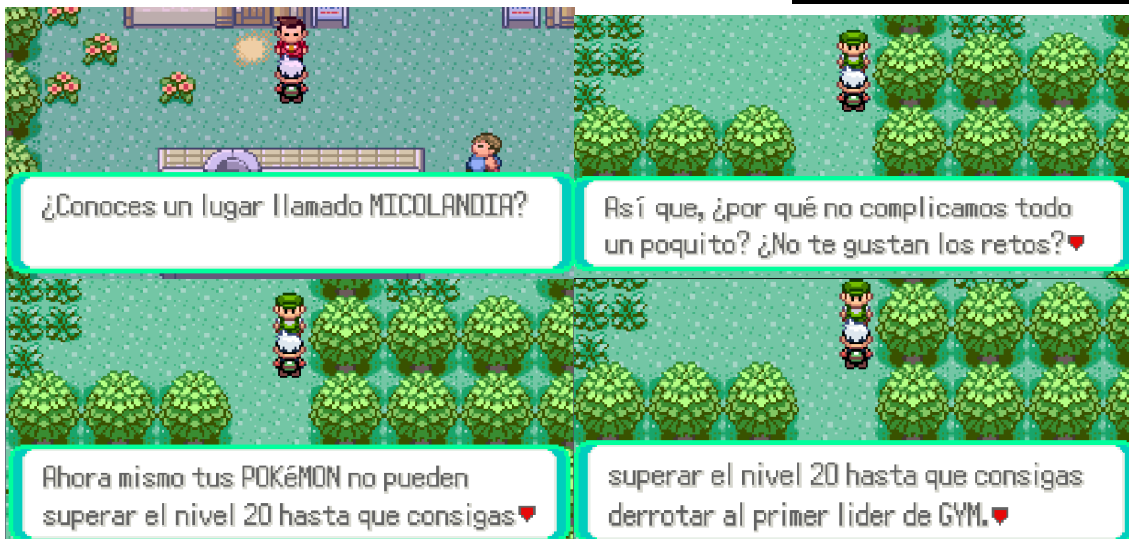 ¿Conoces un lugar llamado MICOLANDIA?
Así que, ¿por qué no complicamos todo
un poquito? ¿No te gustan los retos?
Ahora mismo tus POKéMON no pueden
superar el nivel 20 hasta que consigas
superar el nivel 20 hasta que consigas
derrotar al primer lider de GYM.